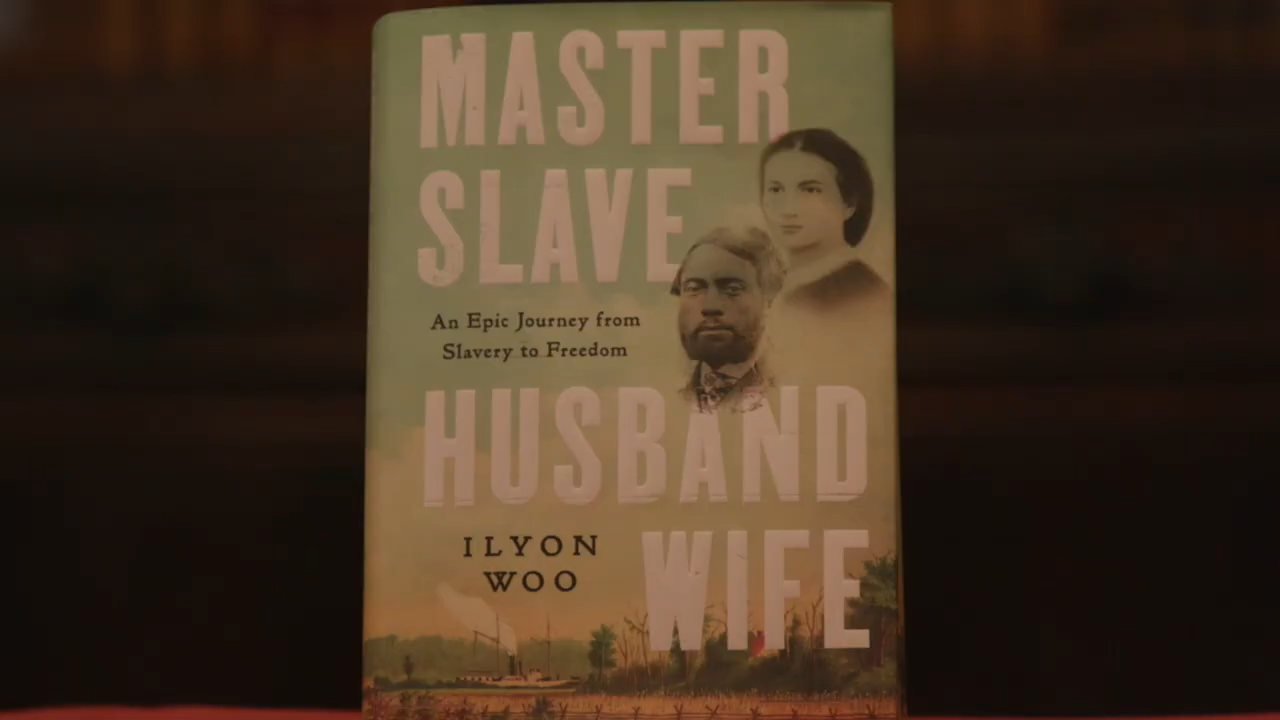 MASTER
SLAVE
An Epic Journey from
Slavery to Freedom
HUSBAND
WIFE
ILYON
WOO